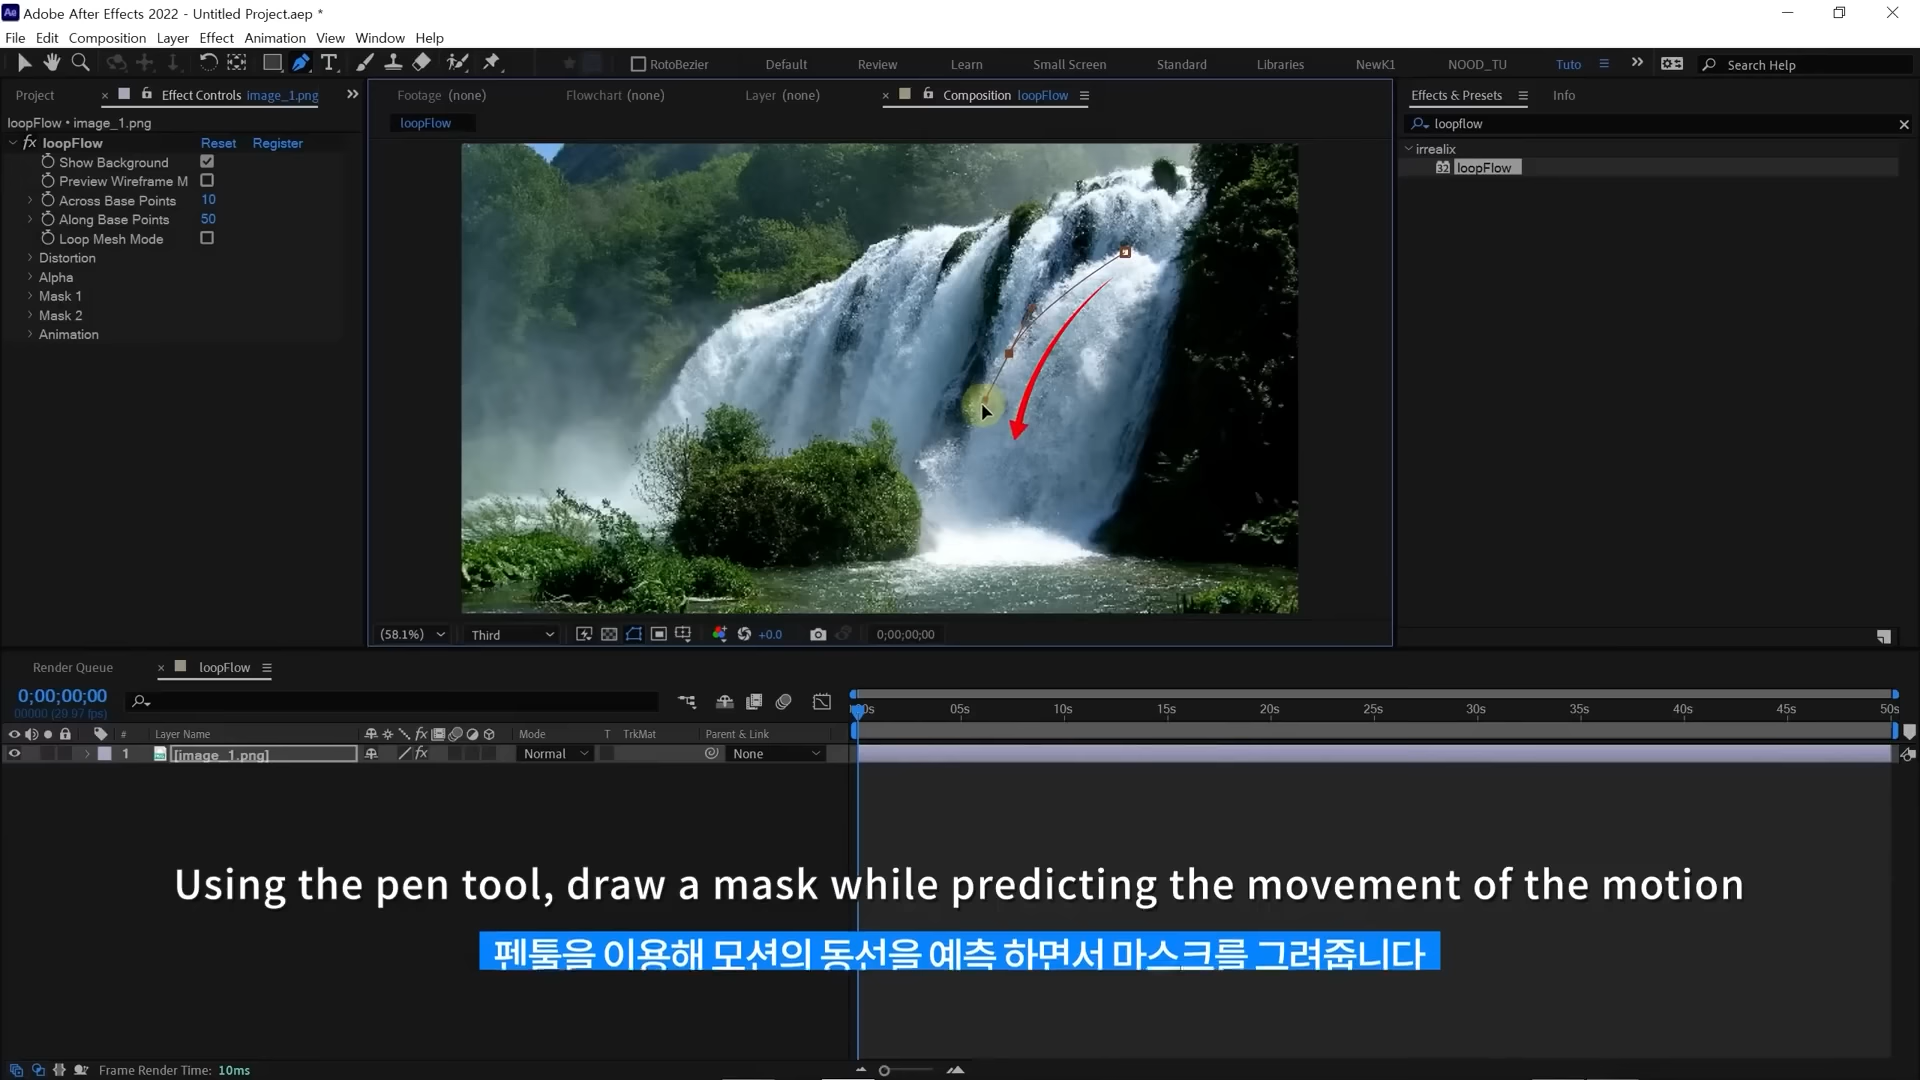 Adobe After Effects 2022 - Untitled Project.aep *
File Edit Composition Layer Effect Animation View Window Help
RotoBezier Default Review Learn Small Screen Standard Libraries NewK1 NOOD_TU Tuto Search Help
Project Effect Controls image_1.png
Footage (none) Flowchart (none) Layer (none) Composition loopFlow
Effects & Presets Info
loopFlow • image_1.png
loopFlow
loopflow
fx loopFlow Reset Register
Show Background
Preview Wireframe M
Across Base Points 10
Along Base Points 50
Loop Mesh Mode
Distortion
Alpha
Mask 1
Mask 2
Animation
irrealix
32 loopFlow
(58.1%) Third +0.0 0;00;00;00
Render Queue loopFlow
0;00;00;00
00000 (29.97 fps)
05s 10s 15s 20s 25s 30s 35s 40s 45s 50s
# Layer Name fx Mode T TrkMat Parent & Link
1 [image_1.png] fx Normal None
Using the pen tool, draw a mask while predicting the movement of the motion
펜툴을 이용해 모션의 동선을 예측 하면서 마스크를 그려줍니다
Frame Render Time: 10ms